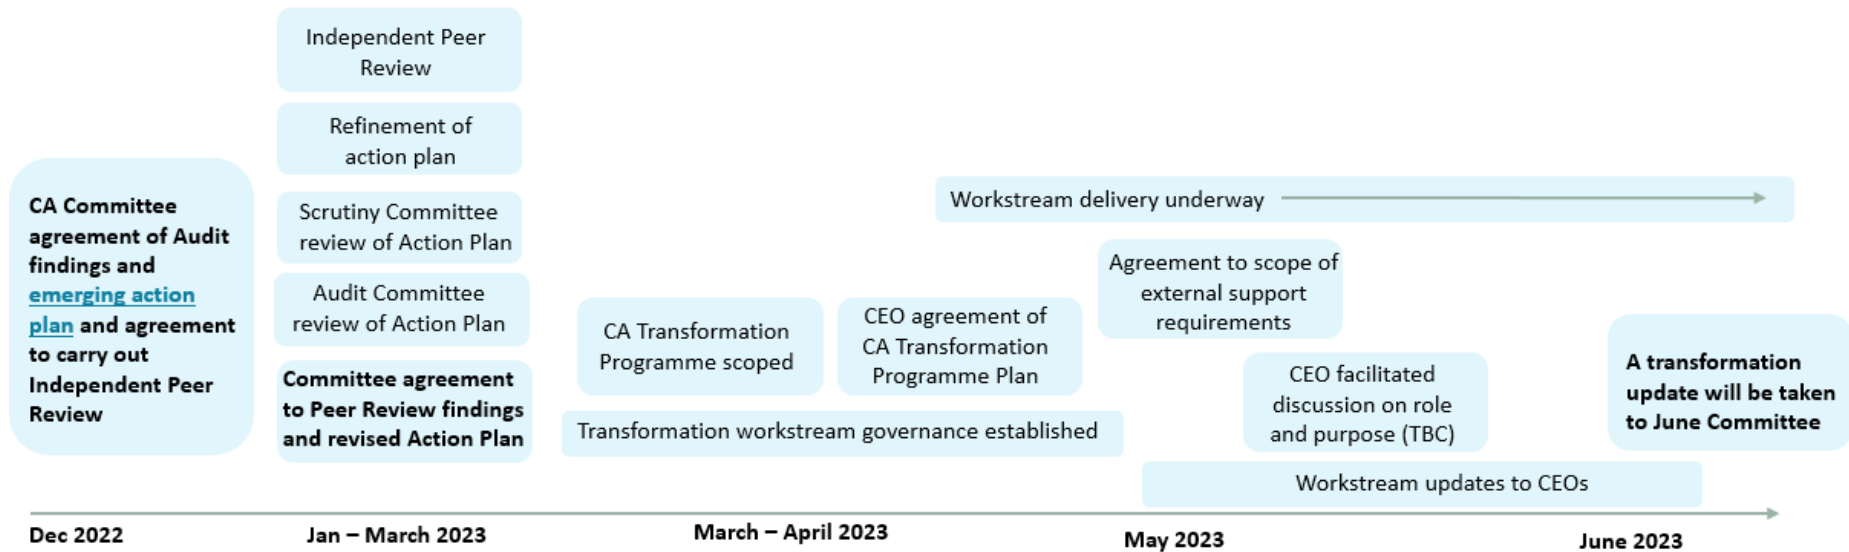 CA Committee
agreement of Audit
findings and
emerging action
plan and agreement
to carry out
Independent Peer
Review
Independent Peer
Review
Refinement of
action plan
Scrutiny Committee
review of Action Plan
Audit Committee
review of Action Plan
Committee agreement
to Peer Review findings
and revised Action Plan
CA Transformation
Programme scoped
CEO agreement of
CA Transformation
Programme Plan
Transformation workstream governance established
Workstream delivery underway
Agreement to scope of
external support
requirements
CEO facilitated
discussion on role
and purpose (TBC)
Workstream updates to CEOs
A transformation
update will be taken
to June Committee
Dec 2022
Jan – March 2023
March – April 2023
May 2023
June 2023